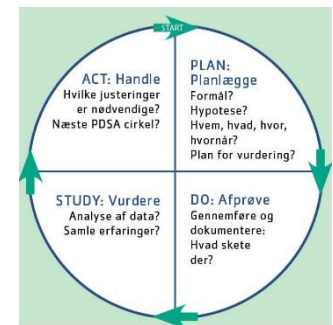 START
PLAN:
Planlægge
Formål?
Hypotese?
Hvem, hvad, hvor,
hvornår?
Plan for vurdering?
DO: Afprøve
Gennemføre og
dokumentere:
Hvad skete
der?
STUDY: Vurdere
Analyse af data?
Samle erfaringer?
ACT: Handle
Hvilke justeringer
er nødvendige?
Næste PDSA cirkel?